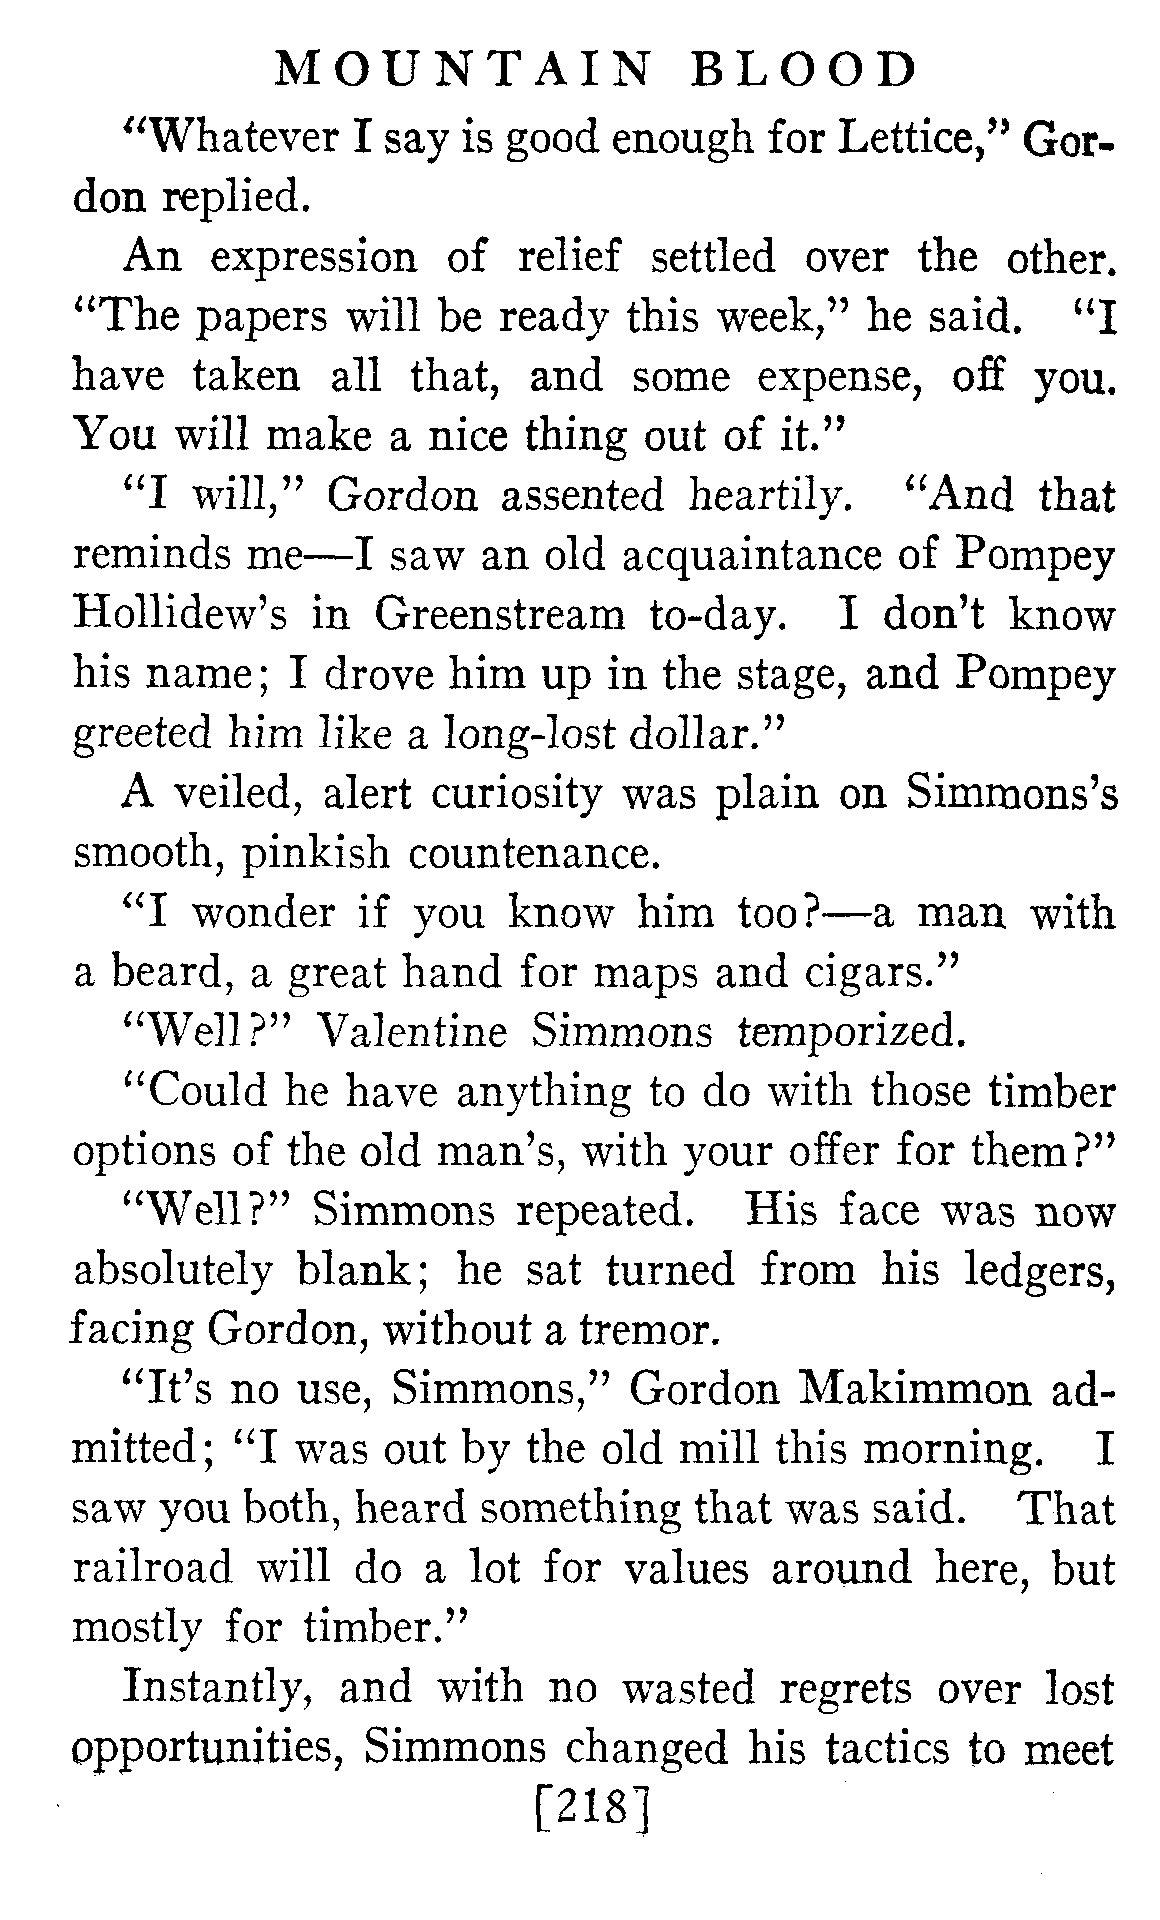 MOUNTAIN BLOOD
“Whatever I say is good enough for Lettice,” Gor-
don replied.
An expression of relief settled over the other.
“The papers will be ready this week,” he said. “I
have taken all that, and some expense, off you.
You will make a nice thing out of it.”
“I will,” Gordon assented heartily. “And that
reminds me—I saw an old acquaintance of Pompey
Hollidew’s in Greenstream to-day. I don’t know
his name; I drove him up in the stage, and Pompey
greeted him like a long-lost dollar.”
A veiled, alert curiosity was plain on Simmons’s
smooth, pinkish countenance.
“I wonder if you know him too?—a man with
a beard, a great hand for maps and cigars.”
“Well?” Valentine Simmons temporized.
“Could he have anything to do with those timber
options of the old man’s, with your offer for them?”
“Well?” Simmons repeated. His face was now
absolutely blank; he sat turned from his ledgers,
facing Gordon, without a tremor.
“It’s no use, Simmons,” Gordon Makimmon ad-
mitted; “I was out by the old mill this morning. I
saw you both, heard something that was said. That
railroad will do a lot for values around here, but
mostly for timber.”
Instantly, and with no wasted regrets over lost
opportunities, Simmons changed his tactics to meet
[218]